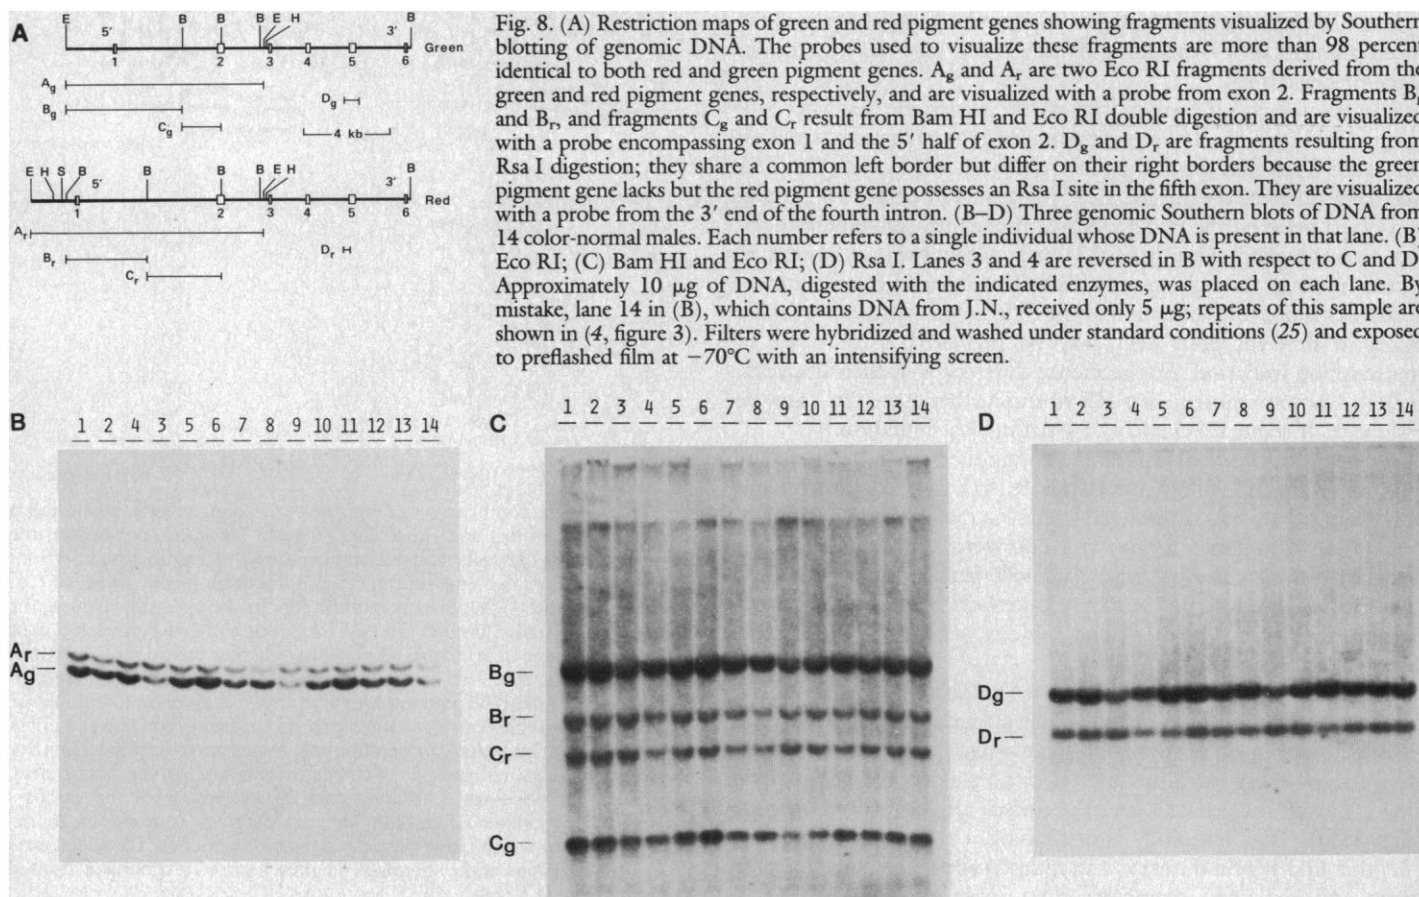 A
E
B
B
E
H
B
5'
3'
Green
1
2
3
4
5
6
Ag
Bg
Cg
Dg
4 kb
E
H
S
B
B
B
B
E
H
B
5'
3'
Red
1
2
3
4
5
6
Ar
Br
Cr
Dr
Fig. 8. (A) Restriction maps of green and red pigment genes showing fragments visualized by Southern
blotting of genomic DNA. The probes used to visualize these fragments are more than 98 percent
identical to both red and green pigment genes. Ag and Ar are two Eco RI fragments derived from the
green and red pigment genes, respectively, and are visualized with a probe from exon 2. Fragments Bg
and Br, and fragments Cg and Cr result from Bam HI and Eco RI double digestion and are visualized
with a probe encompassing exon 1 and the 5' half of exon 2. Dg and Dr are fragments resulting from
Rsa I digestion; they share a common left border but differ on their right borders because the green
pigment gene lacks but the red pigment gene possesses an Rsa I site in the fifth exon. They are visualized
with a probe from the 3' end of the fourth intron. (B–D) Three genomic Southern blots of DNA from
14 color-normal males. Each number refers to a single individual whose DNA is present in that lane. (B)
Eco RI; (C) Bam HI and Eco RI; (D) Rsa I. Lanes 3 and 4 are reversed in B with respect to C and D.
Approximately 10 μg of DNA, digested with the indicated enzymes, was placed on each lane. By
mistake, lane 14 in (B), which contains DNA from J.N., received only 5 μg; repeats of this sample are
shown in (4, figure 3). Filters were hybridized and washed under standard conditions (25) and exposed
to preflashed film at −70°C with an intensifying screen.
B
1 2 4 3 5 6 7 8 9 10 11 12 13 14
Ar
Ag
C
1 2 3 4 5 6 7 8 9 10 11 12 13 14
Bg
Br
Cr
Cg
D
1 2 3 4 5 6 7 8 9 10 11 12 13 14
Dg
Dr